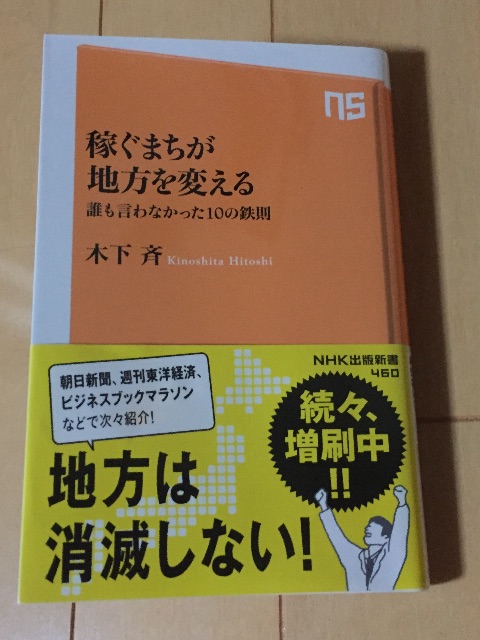 ns
稼ぐまちが
地方を変える
誰も言わなかった10の鉄則
木下 斉 Kinoshita Hitoshi
NHK出版新書
460
朝日新聞、週刊東洋経済、
ビジネスブックマラソン
などで次々紹介!
続々、
増刷中
!!
地方は
消滅しない!